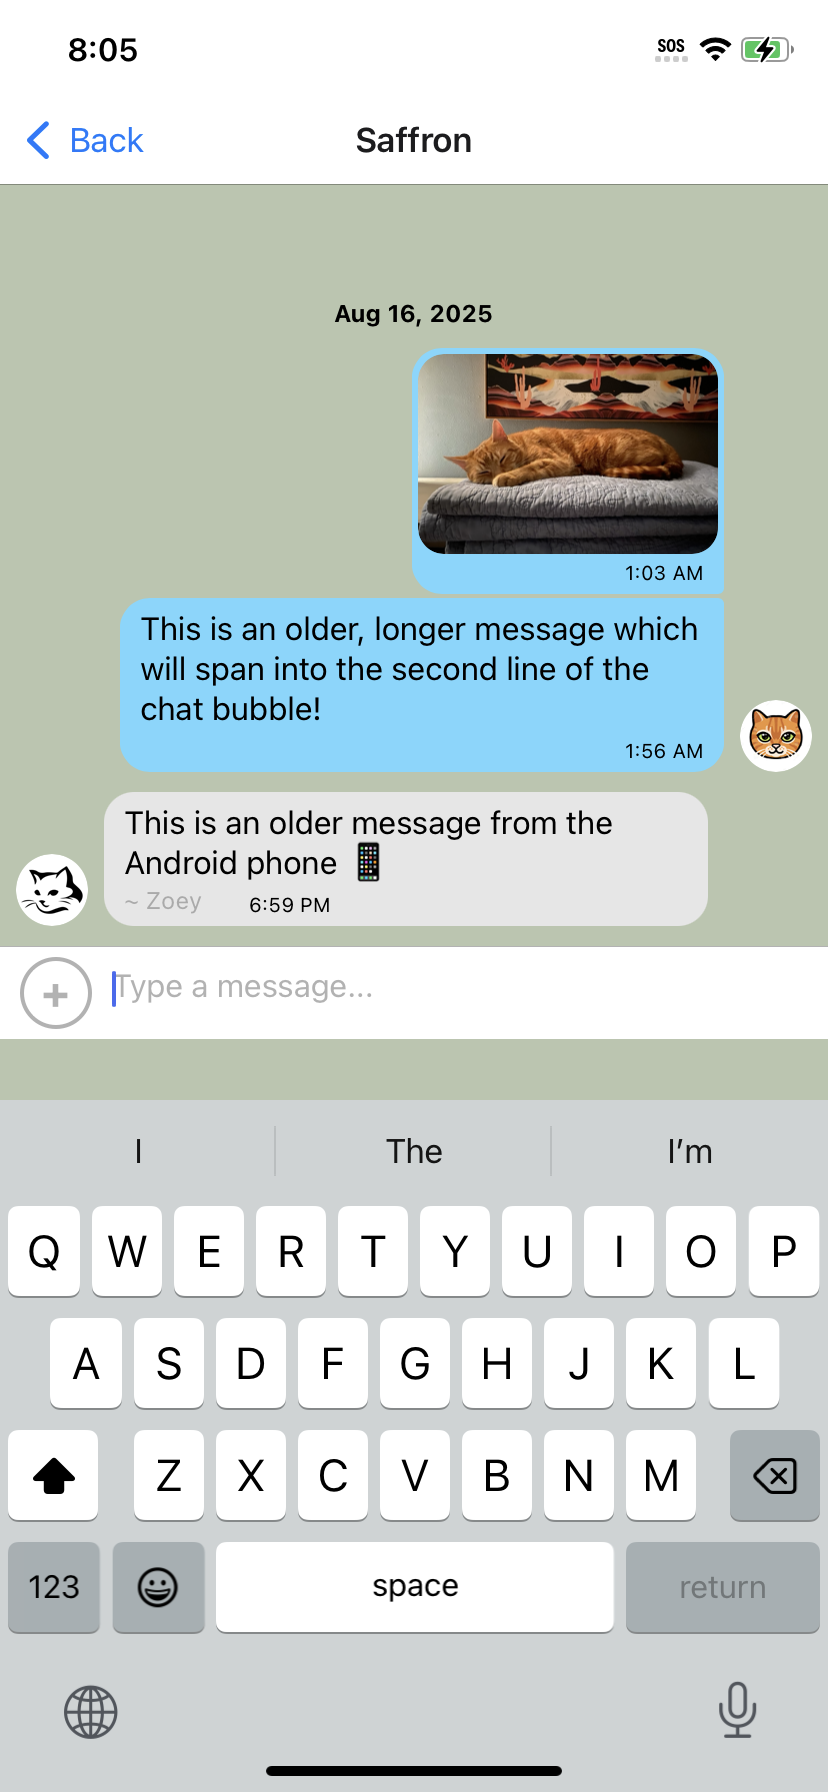 8:05
SOS
Back
Saffron
Aug 16, 2025
1:03 AM
This is an older, longer message which
will span into the second line of the
chat bubble!
1:56 AM
This is an older message from the
Android phone 📱
~ Zoey 6:59 PM
+ Type a message...
I The I’m
Q W E R T Y U I O P
A S D F G H J K L
Z X C V B N M
123 space return